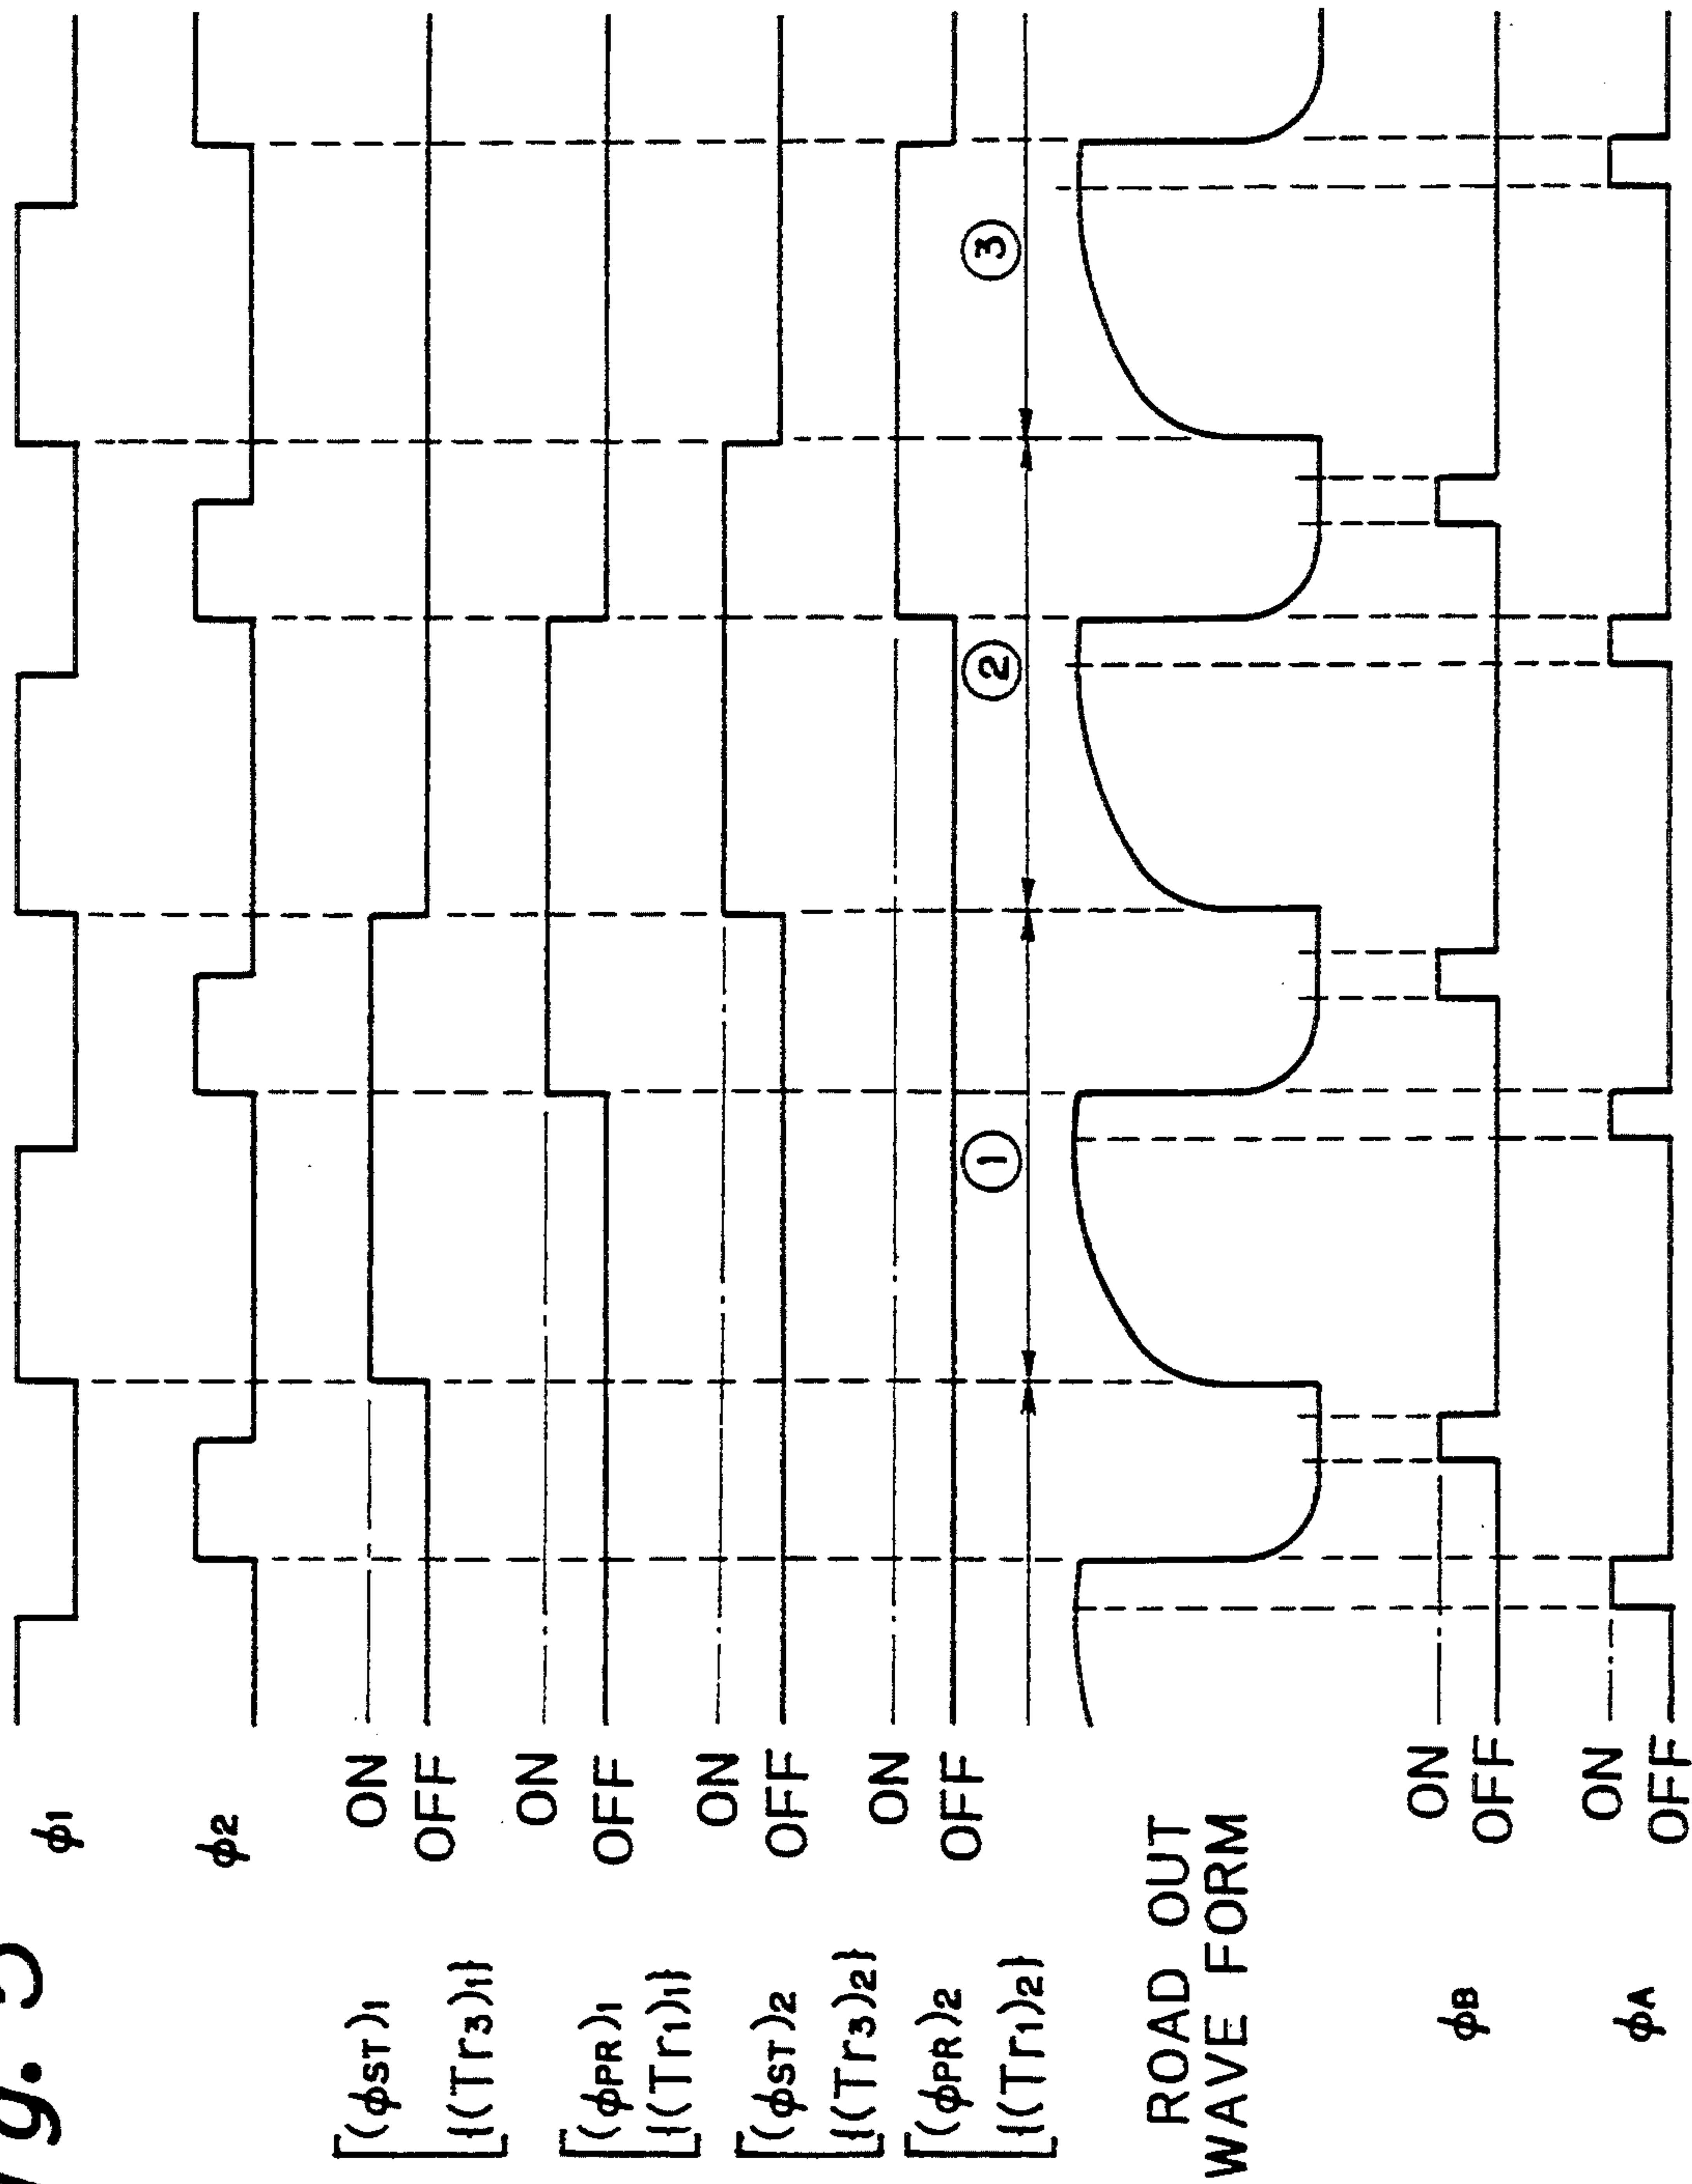 g. 5
φ1
φ2
(φST)1
{(Tr3)1}
ON
OFF
(φPR)1
{(Tr1)1}
ON
OFF
(φST)2
{(Tr3)2}
ON
OFF
(φPR)2
{(Tr1)2}
ON
OFF
①
②
③
ROAD OUT
WAVE FORM
φB
ON
OFF
φA
ON
OFF